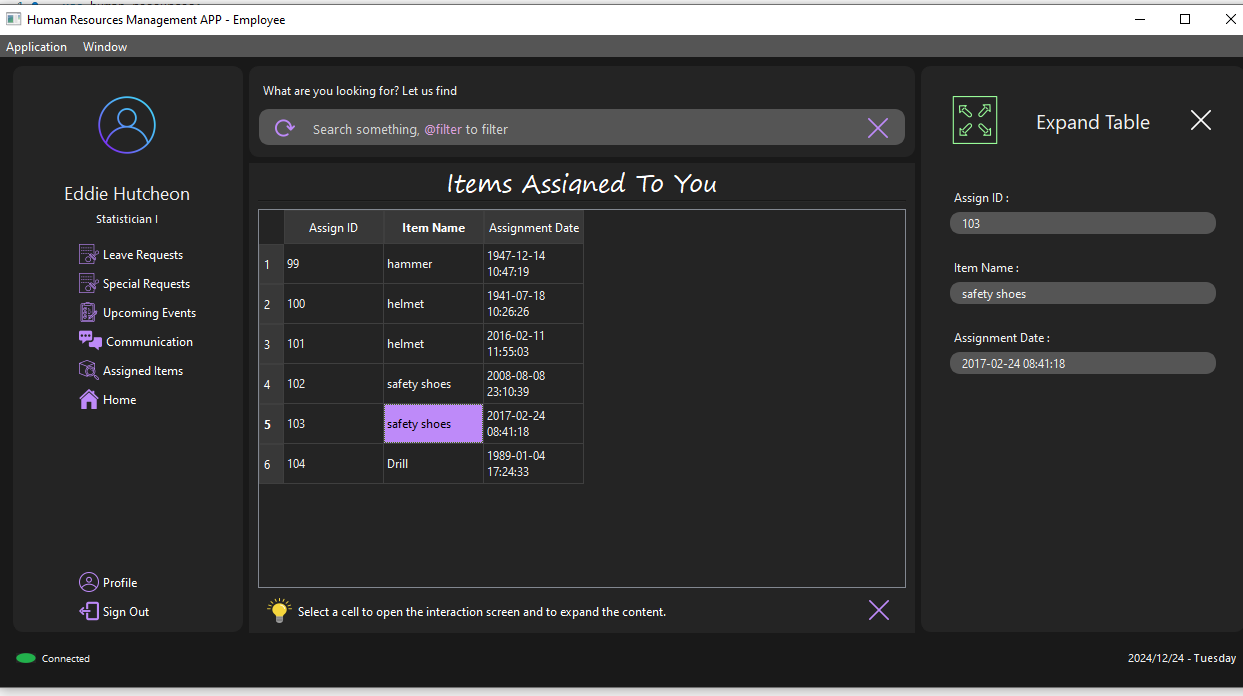 Human Resources Management APP - Employee
Application Window
Eddie Hutcheon
Statistician I
Leave Requests
Special Requests
Upcoming Events
Communication
Assigned Items
Home
Profile
Sign Out
What are you looking for? Let us find
Search something, @filter to filter
Items Assigned To You
Assign ID Item Name Assignment Date
1 99 hammer 1947-12-14
10:47:19
2 100 helmet 1941-07-18
10:26:26
3 101 helmet 2016-02-11
11:55:03
4 102 safety shoes 2008-08-08
23:10:39
5 103 safety shoes 2017-02-24
08:41:18
6 104 Drill 1989-01-04
17:24:33
Select a cell to open the interaction screen and to expand the content.
Expand Table
Assign ID :
103
Item Name :
safety shoes
Assignment Date :
2017-02-24 08:41:18
Connected
2024/12/24 - Tuesday